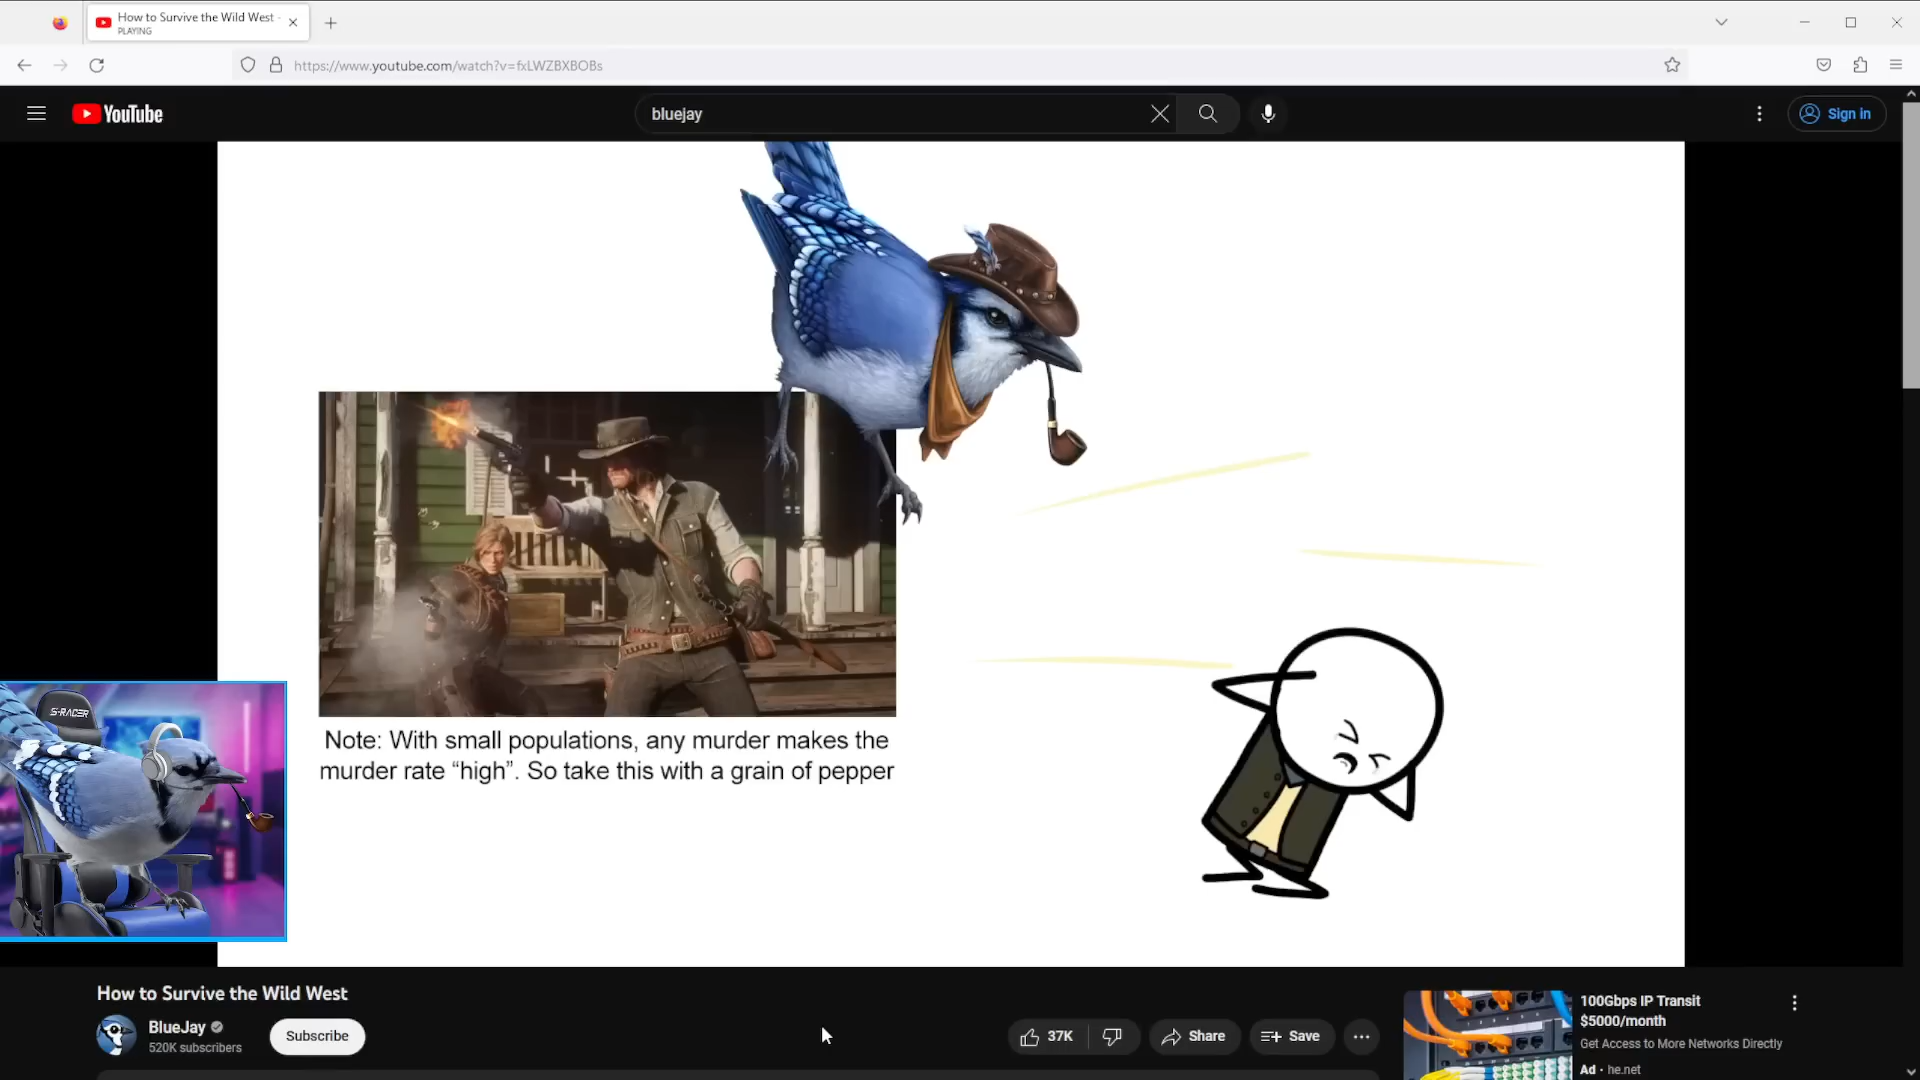 How to Survive the Wild West
PLAYING
https://www.youtube.com/watch?v=fxLWZBXBOBs
YouTube
bluejay
Sign in
S-RACER
Note: With small populations, any murder makes the
murder rate “high”. So take this with a grain of pepper
How to Survive the Wild West
BlueJay
520K subscribers
Subscribe
37K
Share
Save
100Gbps IP Transit
$5000/month
Get Access to More Networks Directly
Ad · he.net